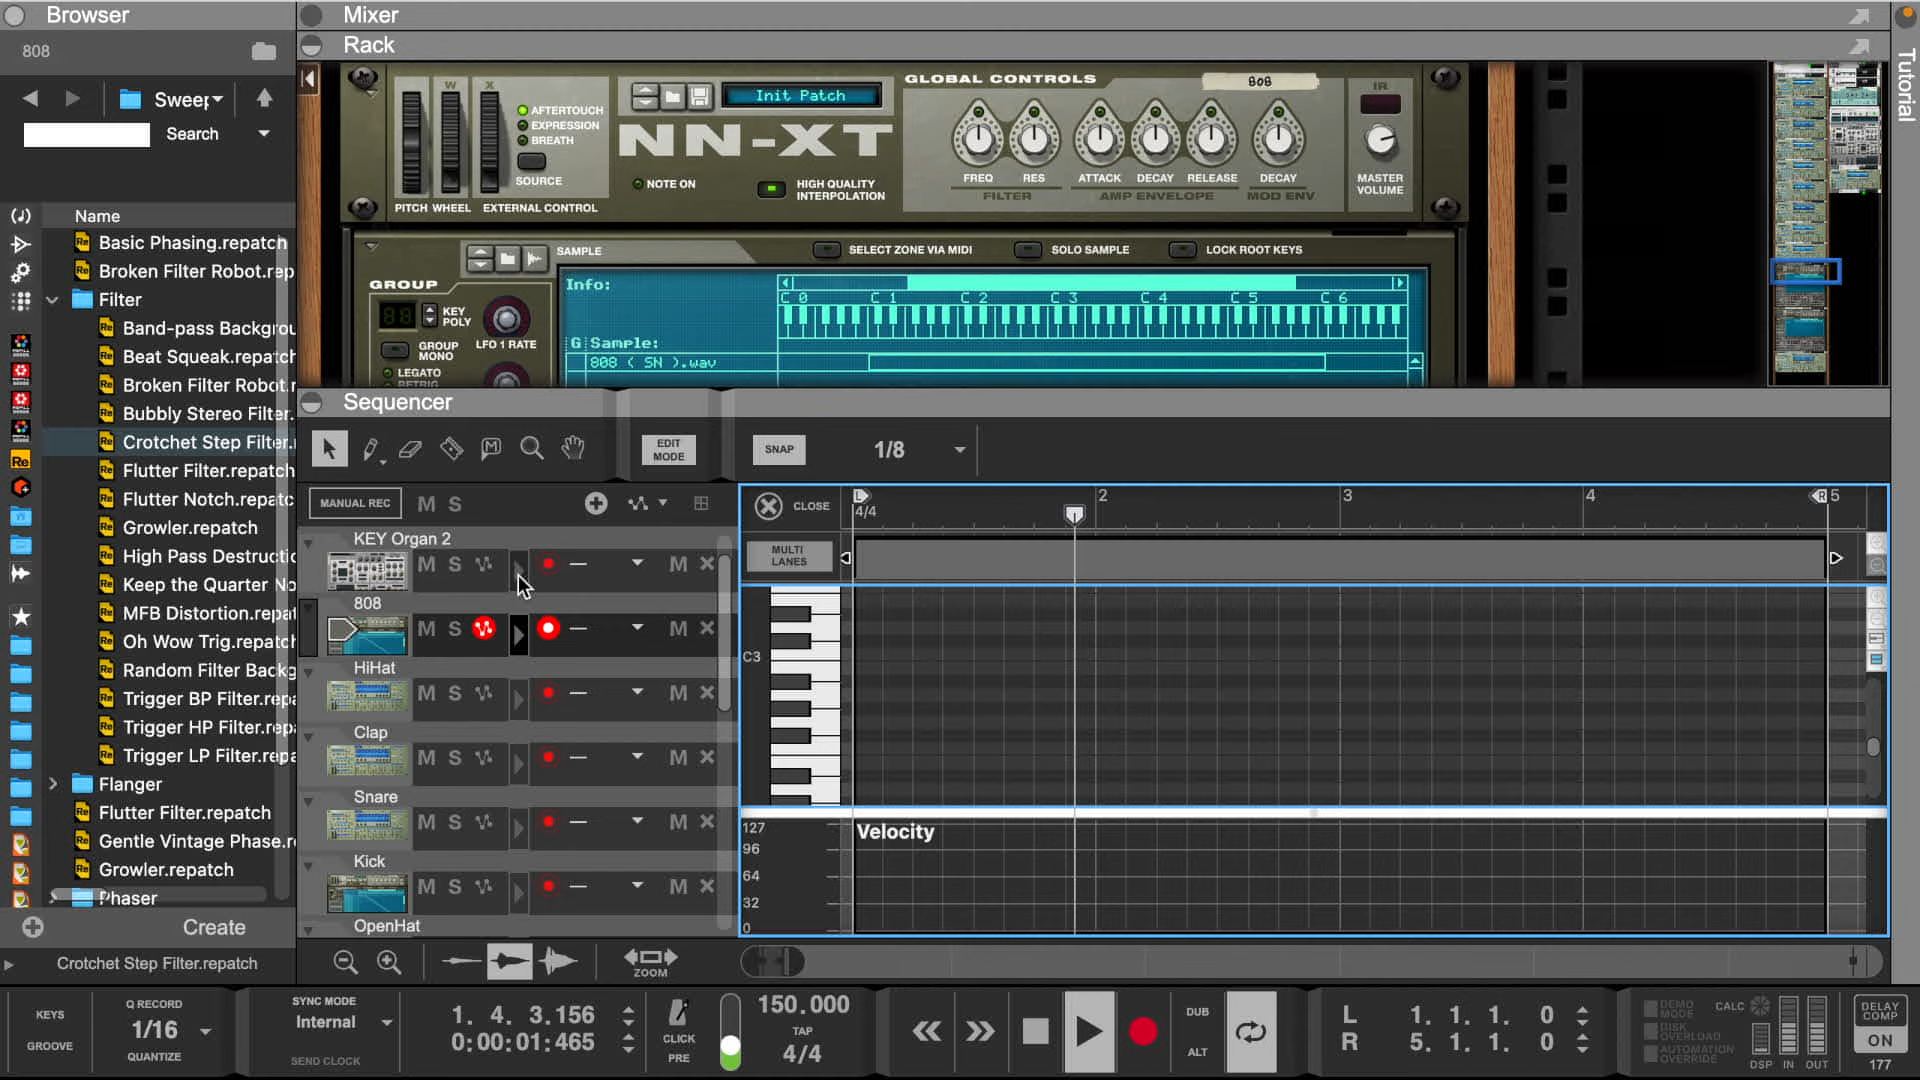 Browser
Mixer
Rack
Tutorial
808
Sweep
Search
Name
Basic Phasing.repatch
Broken Filter Robot.rep
Filter
Band-pass Backgrou
Beat Squeak.repatch
Broken Filter Robot.r
Bubbly Stereo Filter.
Crotchet Step Filter.
Flutter Filter.repatch
Flutter Notch.repatc
Growler.repatch
High Pass Destructio
Keep the Quarter No
MFB Distortion.repa
Oh Wow Trig.repatch
Random Filter Backg
Trigger BP Filter.rep
Trigger HP Filter.repa
Trigger LP Filter.repa
Flanger
Flutter Filter.repatch
Gentle Vintage Phase.r
Growler.repatch
Phaser
Create
Crotchet Step Filter.repatch
W
X
AFTERTOUCH
EXPRESSION
BREATH
SOURCE
PITCH WHEEL
EXTERNAL CONTROL
Init Patch
NN-XT
NOTE ON
HIGH QUALITY
INTERPOLATION
GLOBAL CONTROLS
808
FREQ
RES
ATTACK
DECAY
RELEASE
DECAY
FILTER
AMP ENVELOPE
MOD ENV
IR
MASTER
VOLUME
SAMPLE
SELECT ZONE VIA MIDI
SOLO SAMPLE
LOCK ROOT KEYS
GROUP
KEY
POLY
LFO 1 RATE
GROUP
MONO
LEGATO
RETRIG
Info:
C 0 C 1 C 2 C 3 C 4 C 5 C 6
G Sample:
808 ( SN ).wav
Sequencer
EDIT
MODE
SNAP
1/8
MANUAL REC
M S
CLOSE
4/4
L
2
3
4
R
5
MULTI
LANES
KEY Organ 2
M S M
808
M S M
HiHat
M S M
Clap
M S M
Snare
M S M
Kick
M S M
OpenHat
C3
Velocity
127
96
64
32
0
ZOOM
KEYS
GROOVE
Q RECORD
1/16
QUANTIZE
SYNC MODE
Internal
SEND CLOCK
1. 4. 3.156
0:00:01:465
CLICK
PRE
150.000
TAP
4/4
DUB
ALT
L 1. 1. 1. 0
R 5. 1. 1. 0
DEMO
MODE
DISK
OVERLOAD
AUTOMATION
OVERRIDE
CALC
DSP
IN
OUT
DELAY
COMP
ON
177